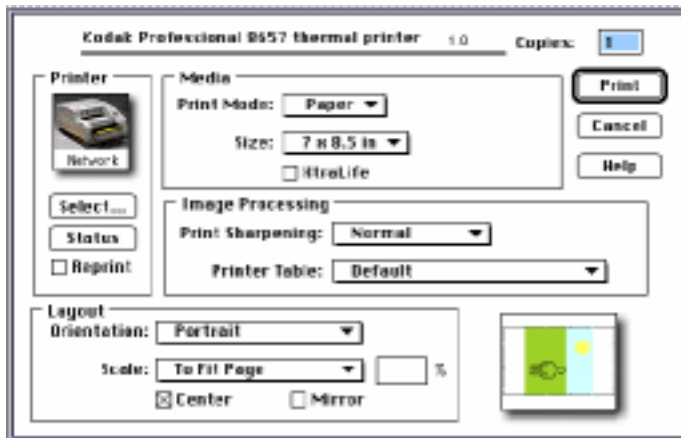 Kodak Professional 8657 thermal printer 1.0 Copies: 1
Printer
Network
Select...
Status
Reprint
Media
Print Mode: Paper
Size: 7 x 8.5 in
XtraLife
Print
Cancel
Help
Image Processing
Print Sharpening: Normal
Printer Table: Default
Layout
Orientation: Portrait
Scale: To Fit Page %
Center Mirror